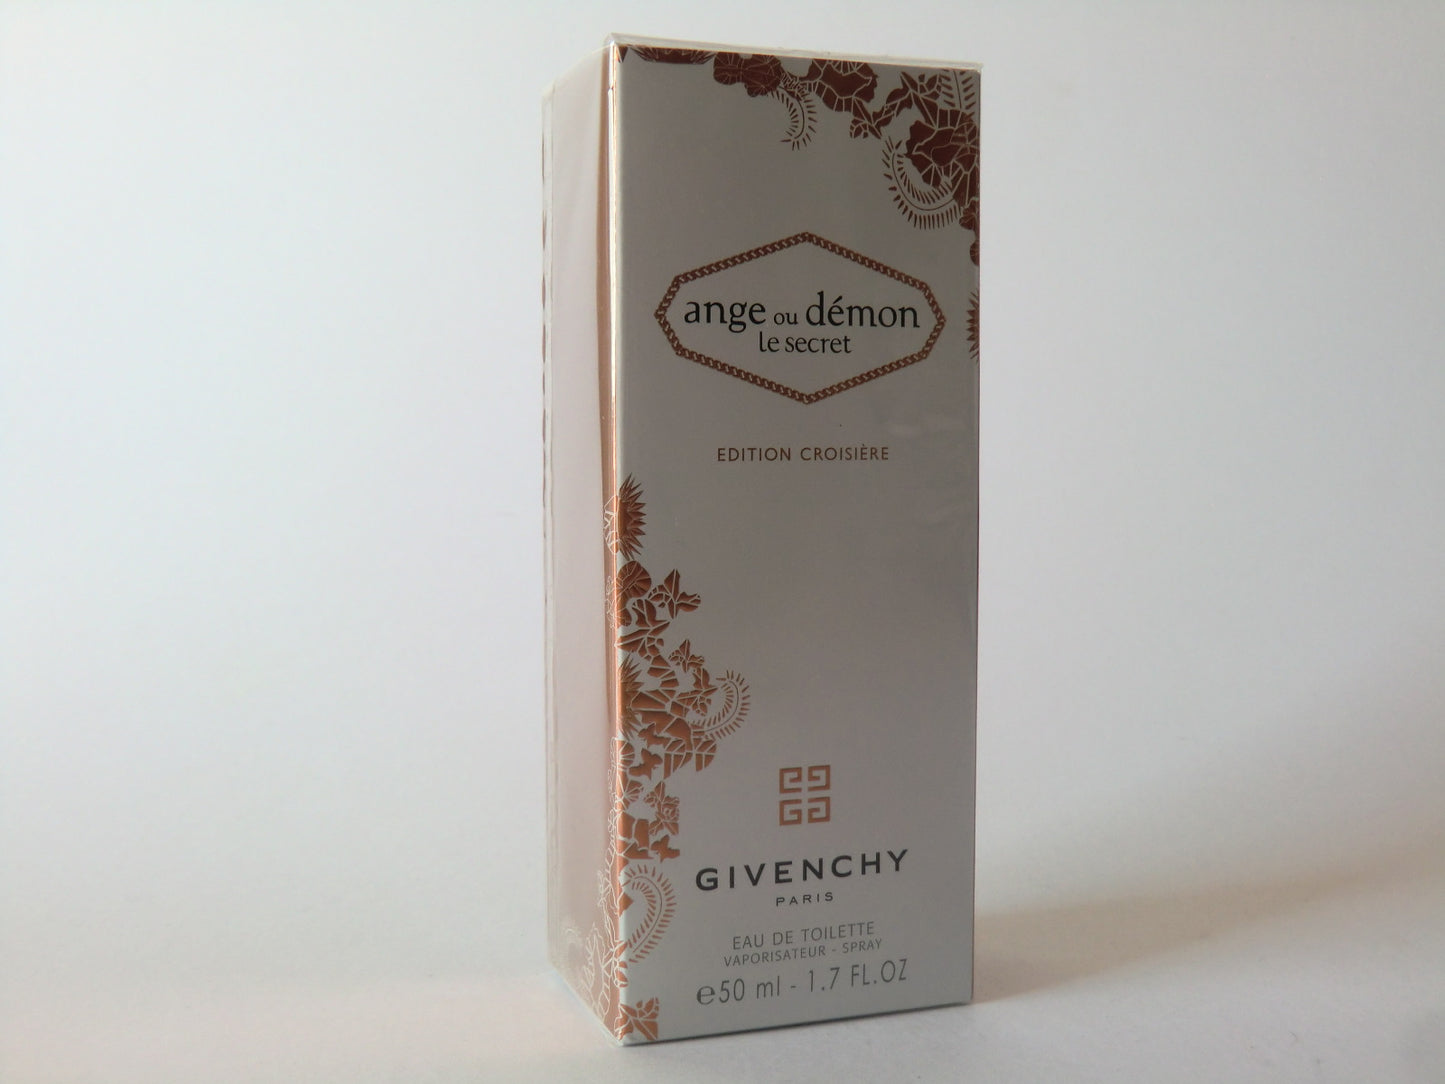 ange ou démon
le secret
EDITION CROISIÈRE
GIVENCHY
PARIS
EAU DE TOILETTE
VAPORISATEUR - SPRAY
℮50 ml - 1.7 FL.OZ